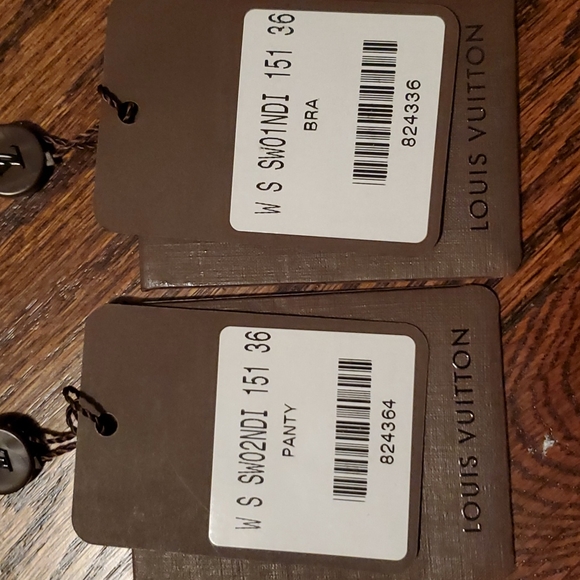 W S SW01NDI 151 36
BRA
824336
LOUIS VUITTON
W S SW02NDI 151 36
PANTY
824364
LOUIS VUITTON